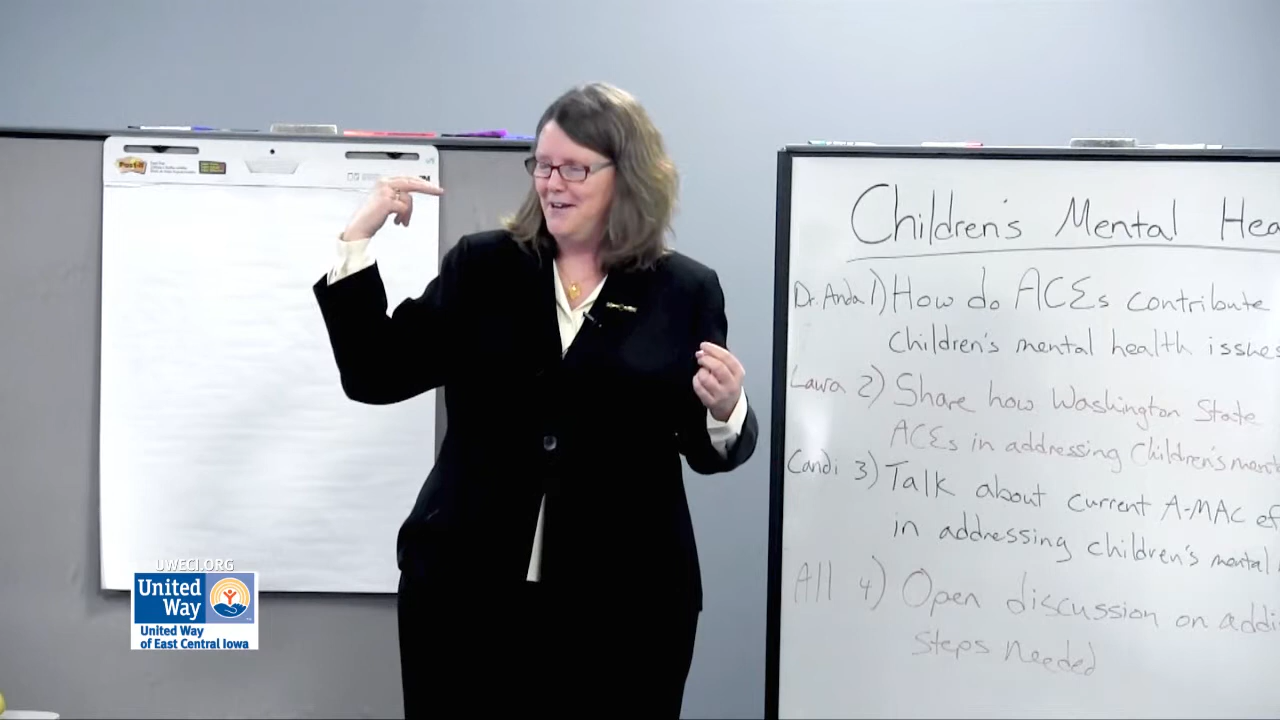 Post-it
Children's Mental Hea
Dr. Anda 1) How do ACEs contribute
children's mental health issues
Laura 2) Share how Washington State
ACEs in addressing Children's ment
Candi 3) Talk about current A-MAC ef
in addressing children's mental
All 4) Open discussion on addi
steps needed
UWECI.ORG
United
Way
United Way
of East Central Iowa